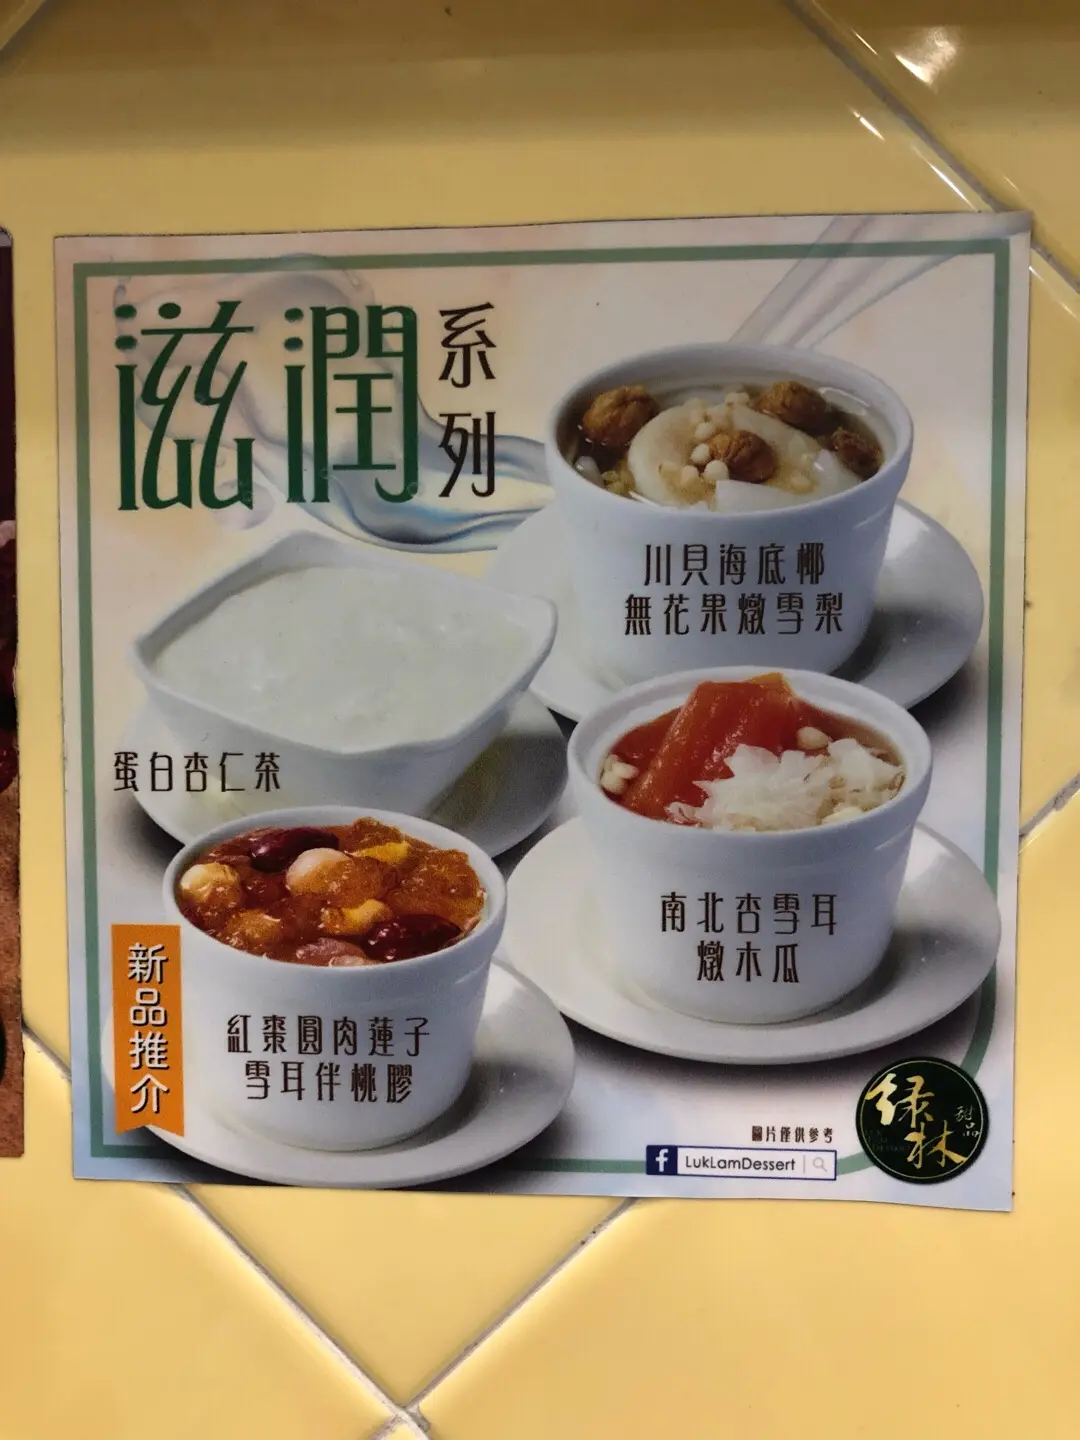 滋潤系列
川貝海底椰
無花果燉雪梨
蛋白杏仁茶
南北杏雪耳
燉木瓜
新品推介
紅棗圓肉蓮子
雪耳伴桃膠
圖片僅供參考
LukLamDessert
綠林
甜品